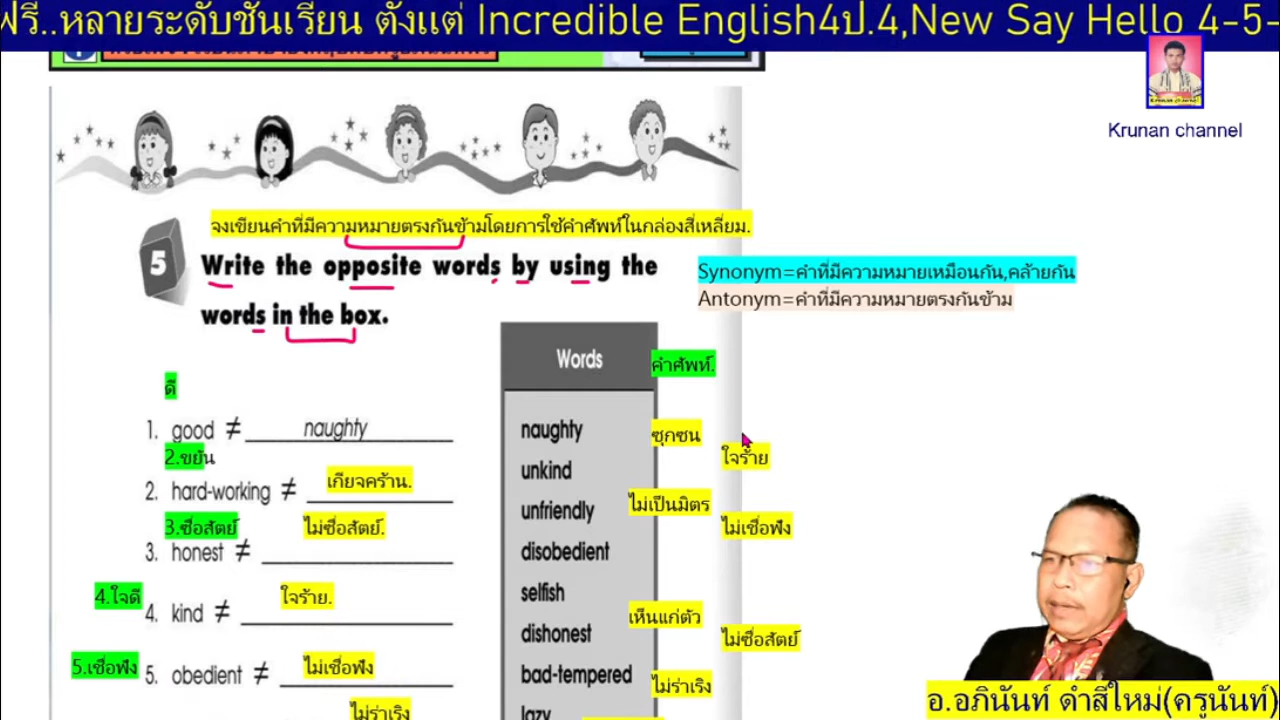 ฟรี..หลายระดับชั้นเรียน ตั้งแต่ Incredible English4ป.4,New Say Hello 4-5-
Krunan channel
จงเขียนคำที่มีความหมายตรงกันข้ามโดยการใช้คำศัพท์ในกล่องสี่เหลี่ยม.
5
Write the opposite words by using the
words in the box.
Synonym=คำที่มีความหมายเหมือนกัน,คล้ายกัน
Antonym=คำที่มีความหมายตรงกันข้าม
Words
คำศัพท์.
ดี
1. good ≠ naughty
naughty
ซุกซน
2.ขยัน
unkind
ใจร้าย
เกียจคร้าน.
2. hard-working ≠
unfriendly
ไม่เป็นมิตร
3.ซื่อสัตย์
ไม่ซื่อสัตย์.
ไม่เชื่อฟัง
3. honest ≠
disobedient
4.ใจดี
ใจร้าย.
selfish
4. kind ≠
เห็นแก่ตัว
dishonest
ไม่ซื่อสัตย์
5.เชื่อฟัง
ไม่เชื่อฟัง
5. obedient ≠
bad-tempered
ไม่ร่าเริง
ไม่ร่าเริง
lazy
อ.อภินันท์ ดำสีใหม่(ครูนันท์)